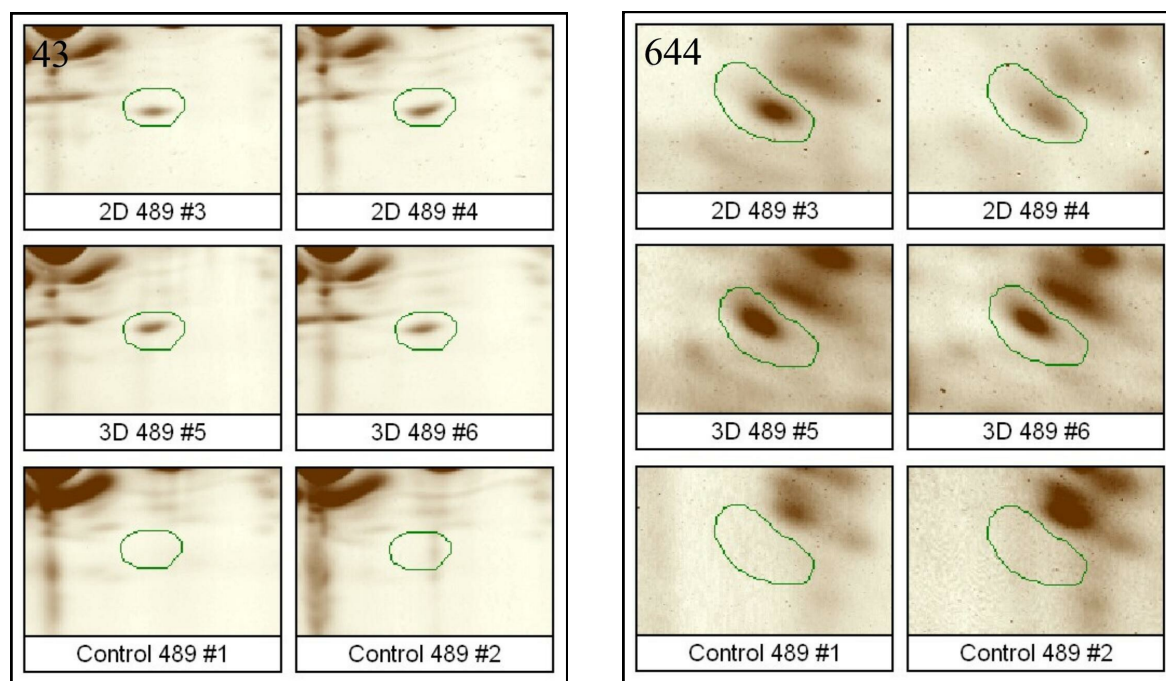 43
2D 489 #3
2D 489 #4
3D 489 #5
3D 489 #6
Control 489 #1
Control 489 #2
644
2D 489 #3
2D 489 #4
3D 489 #5
3D 489 #6
Control 489 #1
Control 489 #2